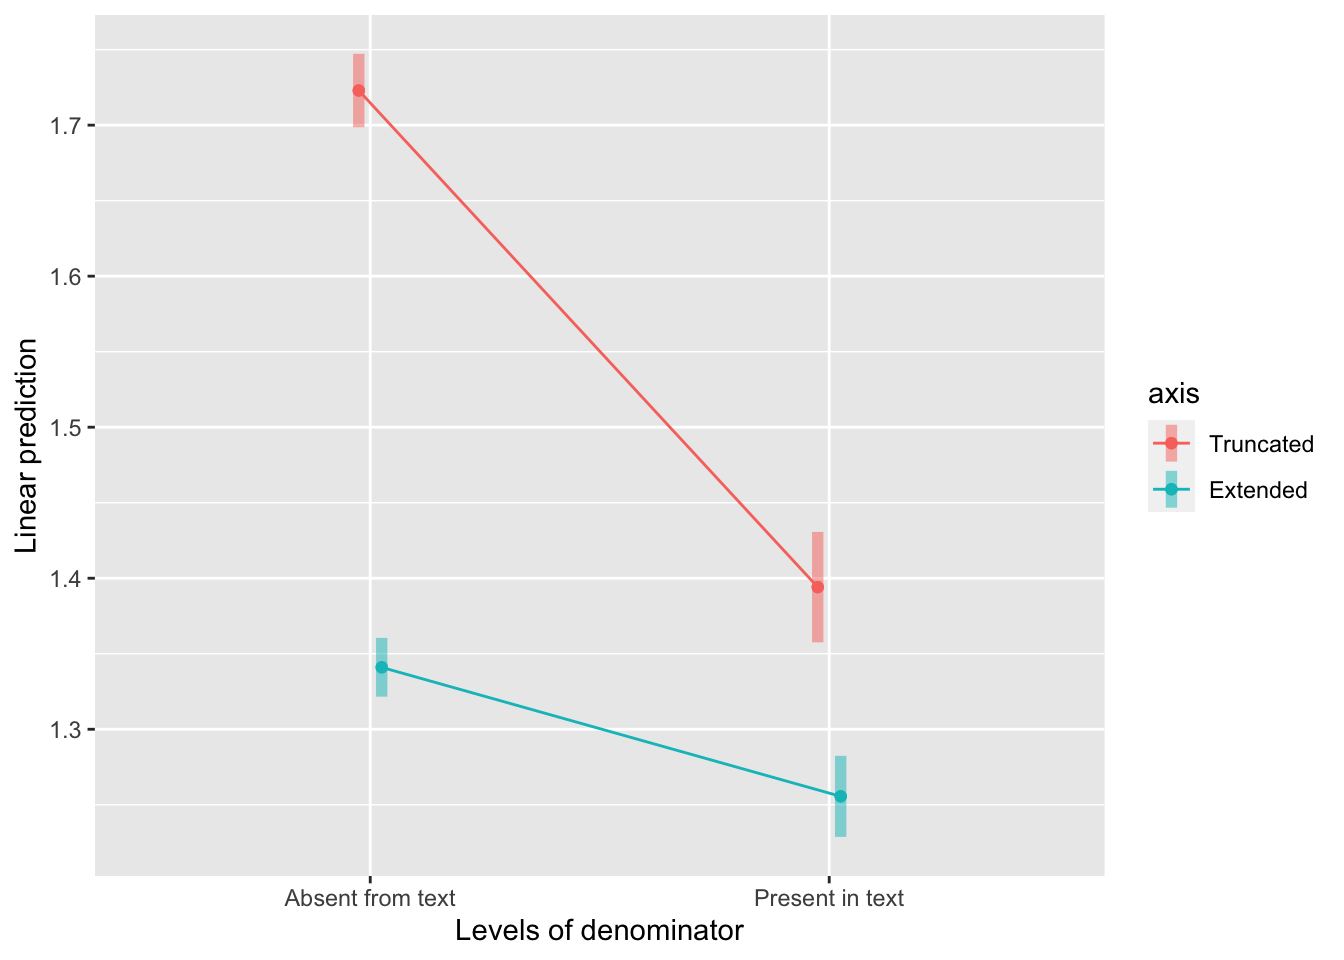 1.7
1.6
1.5
1.4
1.3
Linear prediction
Absent from text
Present in text
Levels of denominator
axis
Truncated
Extended